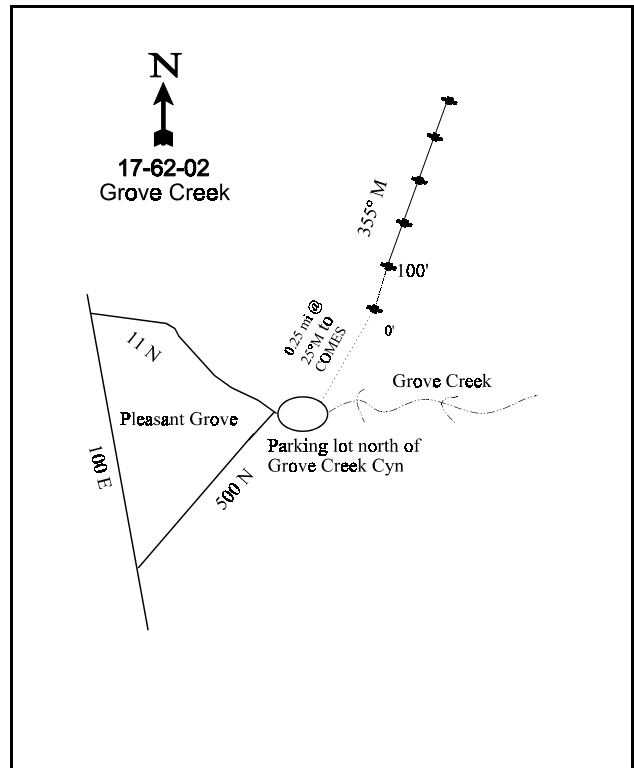 N
17-62-02
Grove Creek
355° M
100'
0'
0.25 mi @
25°M to
COMES
11 N
Grove Creek
Pleasant Grove
Parking lot north of
Grove Creek Cyn
100 E
500 N